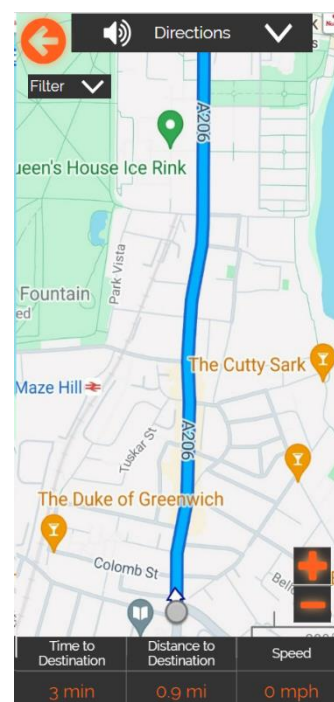 Directions
Filter
A206
ueen's House Ice Rink
Park Vista
Fountain
ed
The Cutty Sark
Maze Hill
Tuskar St
A206
The Duke of Greenwich
Colomb St
Time to
Destination
Distance to
Destination
Speed
3 min
0.9 mi
0 mph